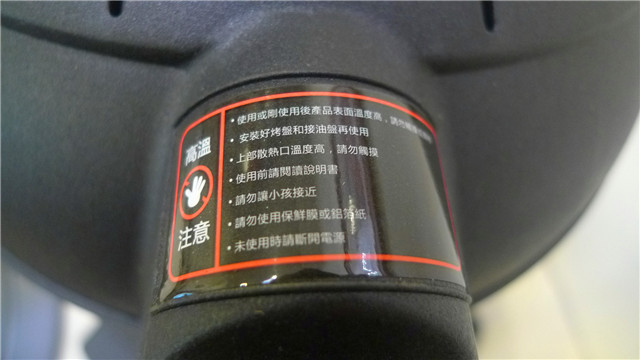 高溫
注意
•使用或剛使用後產品表面溫度高，請勿
•安裝好烤盤和接油盤再使用
•上部散熱口溫度高，請勿觸摸
•使用前請閱讀說明書
•請勿讓小孩接近
•請勿使用保鮮膜或鋁箔紙
•未使用時請斷開電源